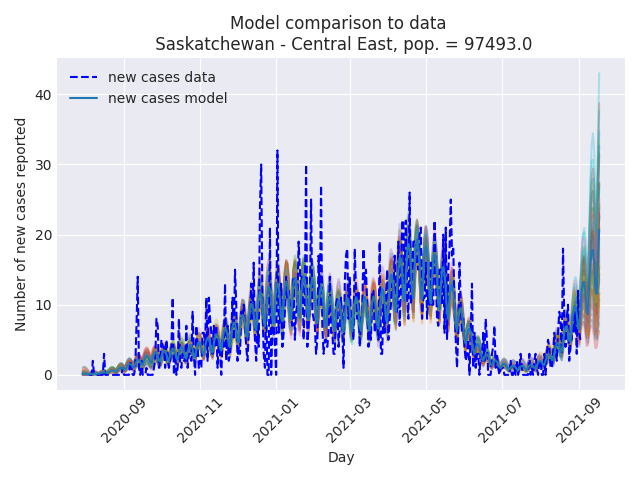 Model comparison to data
Saskatchewan - Central East, pop. = 97493.0
new cases data
new cases model
Number of new cases reported
40
30
20
10
0
2020-09
2020-11
2021-01
2021-03
2021-05
2021-07
2021-09
Day